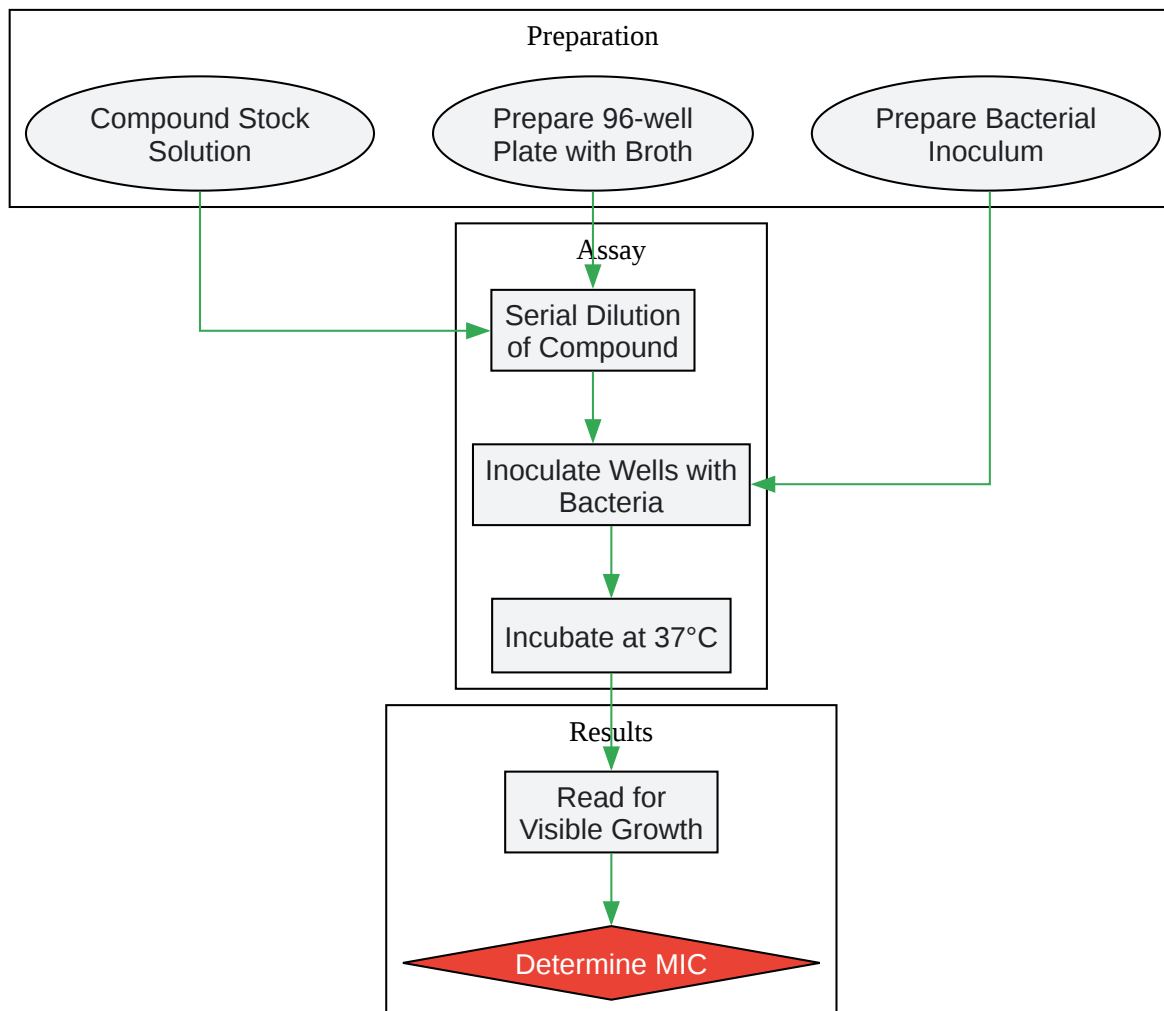 Preparation
Compound Stock
Solution
Prepare 96-well
Plate with Broth
Prepare Bacterial
Inoculum
Assay
Serial Dilution
of Compound
Inoculate Wells with
Bacteria
Incubate at 37°C
Results
Read for
Visible Growth
Determine MIC